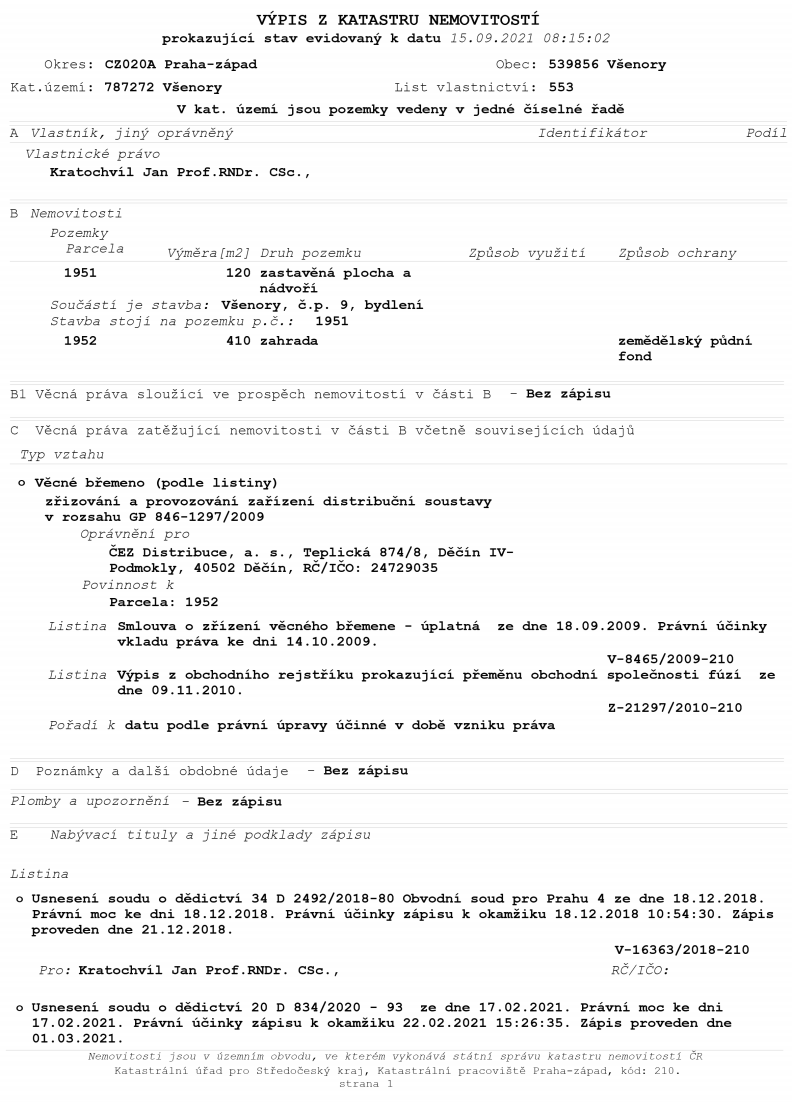 VÝPIS Z KATASTRU NEMOVITOSTÍ
prokazující stav evidovaný k datu 15.09.2021 08:15:02
Okres: CZ020A Praha-západ Obec: 539856 Všenory
Kat.území: 787272 Všenory List vlastnictví: 553
V kat. území jsou pozemky vedeny v jedné číselné řadě
A Vlastník, jiný oprávněný Identifikátor Podíl
Vlastnické právo
Kratochvíl Jan Prof.RNDr. CSc.,
B Nemovitosti
Pozemky
Parcela Výměra[m2] Druh pozemku Způsob využití Způsob ochrany
1951 120 zastavěná plocha a
nádvoří
Součástí je stavba: Všenory, č.p. 9, bydlení
Stavba stojí na pozemku p.č.: 1951
1952 410 zahrada zemědělský půdní
fond
B1 Věcná práva sloužící ve prospěch nemovitostí v části B - Bez zápisu
C Věcná práva zatěžující nemovitosti v části B včetně souvisejících údajů
Typ vztahu
o Věcné břemeno (podle listiny)
zřizování a provozování zařízení distribuční soustavy
v rozsahu GP 846-1297/2009
Oprávnění pro
ČEZ Distribuce, a. s., Teplická 874/8, Děčín IV-
Podmokly, 40502 Děčín, RČ/IČO: 24729035
Povinnost k
Parcela: 1952
Listina Smlouva o zřízení věcného břemene - úplatná ze dne 18.09.2009. Právní účinky
vkladu práva ke dni 14.10.2009.
V-8465/2009-210
Listina Výpis z obchodního rejstříku prokazující přeměnu obchodní společnosti fúzí ze
dne 09.11.2010.
Z-21297/2010-210
Pořadí k datu podle právní úpravy účinné v době vzniku práva
D Poznámky a další obdobné údaje - Bez zápisu
Plomby a upozornění - Bez zápisu
E Nabývací tituly a jiné podklady zápisu
Listina
o Usnesení soudu o dědictví 34 D 2492/2018-80 Obvodní soud pro Prahu 4 ze dne 18.12.2018.
Právní moc ke dni 18.12.2018. Právní účinky zápisu k okamžiku 18.12.2018 10:54:30. Zápis
proveden dne 21.12.2018.
V-16363/2018-210
Pro: Kratochvíl Jan Prof.RNDr. CSc., RČ/IČO:
o Usnesení soudu o dědictví 20 D 834/2020 - 93 ze dne 17.02.2021. Právní moc ke dni
17.02.2021. Právní účinky zápisu k okamžiku 22.02.2021 15:26:35. Zápis proveden dne
01.03.2021.
Nemovitosti jsou v územním obvodu, ve kterém vykonává státní správu katastru nemovitostí ČR
Katastrální úřad pro Středočeský kraj, Katastrální pracoviště Praha-západ, kód: 210.
strana 1